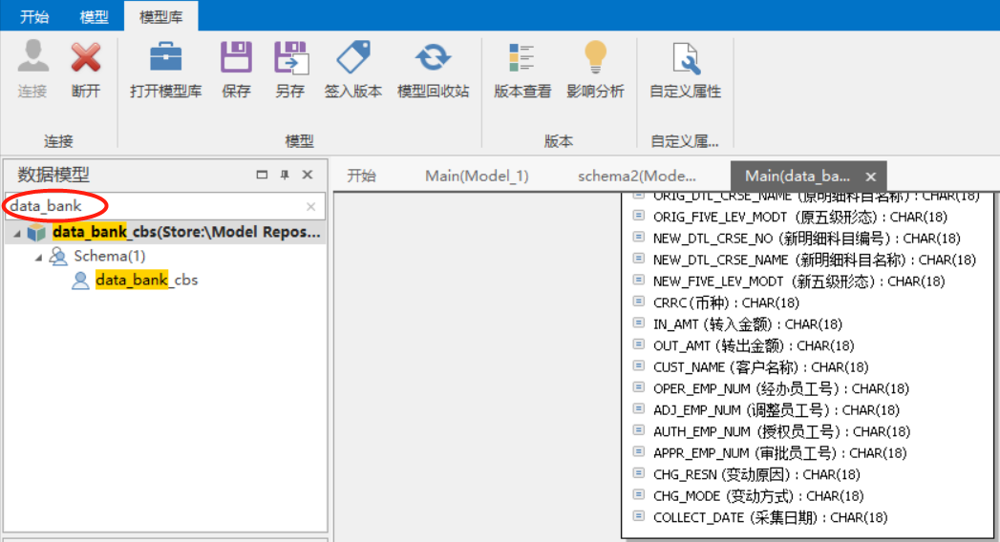 开始 模型 模型库
连接 断开 打开模型库 保存 另存 签入版本 模型回收站 版本查看 影响分析 自定义属性
连接 模型 版本 自定义属...
数据模型
开始 Main(Model_1) schema2(Mode... Main(data_ba...
data_bank
data_bank_cbs(Store:\Model Repos...
Schema(1)
data_bank_cbs
ORIG_DTL_CRSE_NAME (原明细科目名称) : CHAR(18)
ORIG_FIVE_LEV_MODT (原五级形态) : CHAR(18)
NEW_DTL_CRSE_NO (新明细科目编号) : CHAR(18)
NEW_DTL_CRSE_NAME (新明细科目名称) : CHAR(18)
NEW_FIVE_LEV_MODT (新五级形态) : CHAR(18)
CRRC (币种) : CHAR(18)
IN_AMT (转入金额) : CHAR(18)
OUT_AMT (转出金额) : CHAR(18)
CUST_NAME (客户名称) : CHAR(18)
OPER_EMP_NUM (经办员工号) : CHAR(18)
ADJ_EMP_NUM (调整员工号) : CHAR(18)
AUTH_EMP_NUM (授权员工号) : CHAR(18)
APPR_EMP_NUM (审批员工号) : CHAR(18)
CHG_RESN (变动原因) : CHAR(18)
CHG_MODE (变动方式) : CHAR(18)
COLLECT_DATE (采集日期) : CHAR(18)